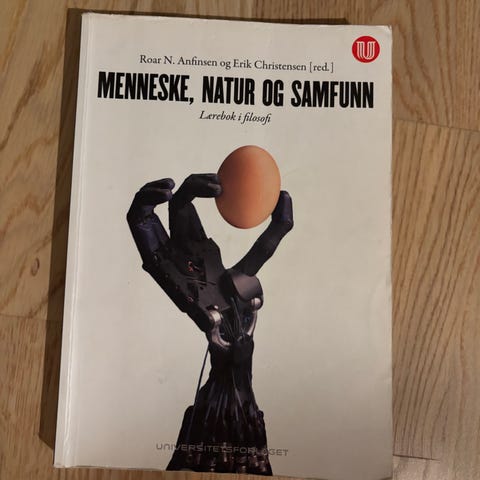 Roar N. Anfinsen og Erik Christensen [red.]
MENNESKE, NATUR OG SAMFUNN
Lærebok i filosofi
UNIVERSITETSFORLAGET